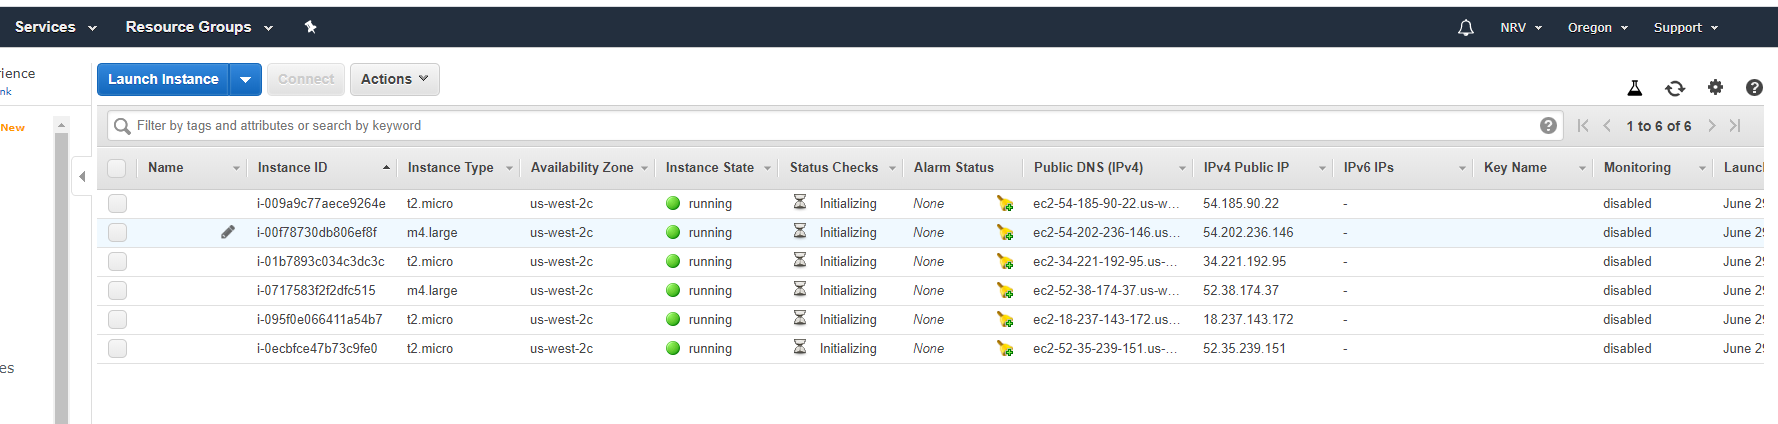 Services Resource Groups NRV Oregon Support
rience
nk
New
es
Launch Instance Connect Actions
Filter by tags and attributes or search by keyword 1 to 6 of 6
Name Instance ID Instance Type Availability Zone Instance State Status Checks Alarm Status Public DNS (IPv4) IPv4 Public IP IPv6 IPs Key Name Monitoring Launc
i-009a9c77aece9264e t2.micro us-west-2c running Initializing None ec2-54-185-90-22.us-w... 54.185.90.22 - disabled June 29
i-00f78730db806ef8f m4.large us-west-2c running Initializing None ec2-54-202-236-146.us... 54.202.236.146 - disabled June 29
i-01b7893c034c3dc3c t2.micro us-west-2c running Initializing None ec2-34-221-192-95.us-... 34.221.192.95 - disabled June 29
i-0717583f2f2dfc515 m4.large us-west-2c running Initializing None ec2-52-38-174-37.us-w... 52.38.174.37 - disabled June 29
i-095f0e066411a54b7 t2.micro us-west-2c running Initializing None ec2-18-237-143-172.us... 18.237.143.172 - disabled June 29
i-0ecbfce47b73c9fe0 t2.micro us-west-2c running Initializing None ec2-52-35-239-151.us-... 52.35.239.151 - disabled June 29